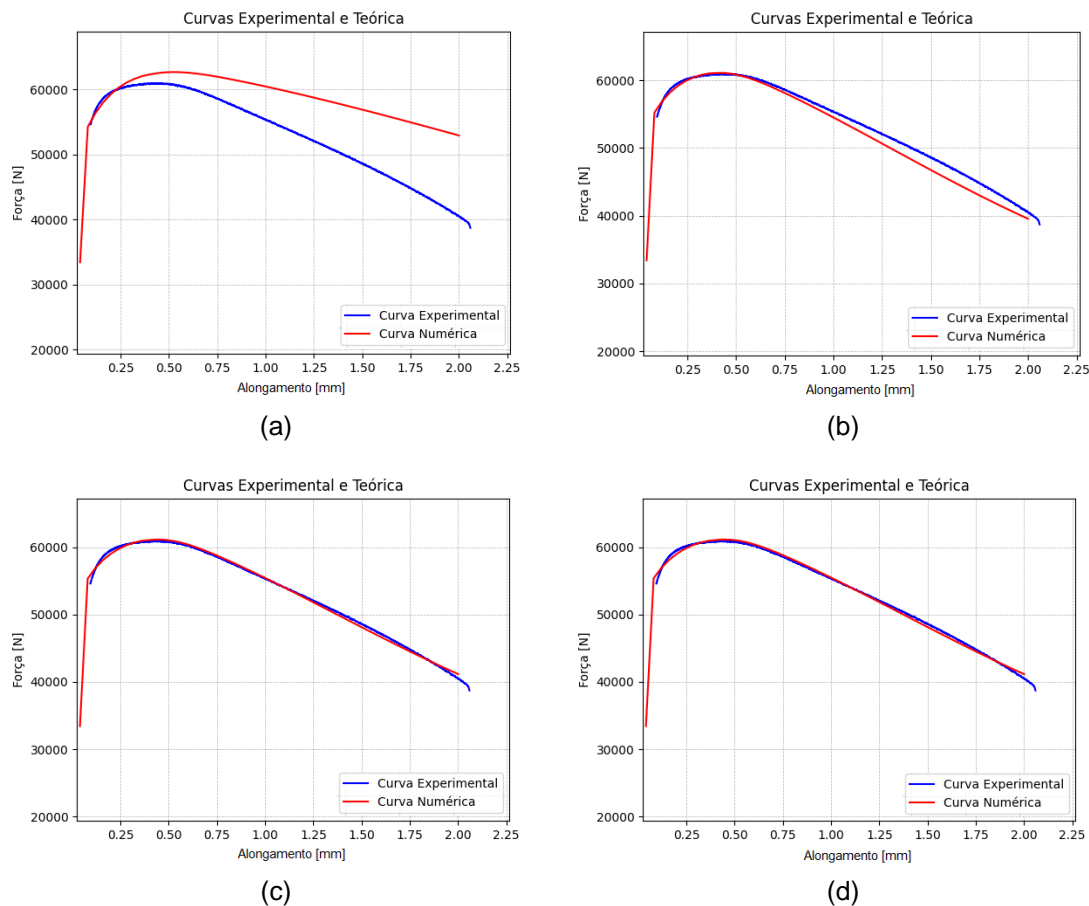 Curvas Experimental e Teórica
Força [N]
60000
50000
40000
30000
20000
Curva Experimental
Curva Numérica
0.25 0.50 0.75 1.00 1.25 1.50 1.75 2.00 2.25
Alongamento [mm]
(a)
Curvas Experimental e Teórica
Força [N]
60000
50000
40000
30000
20000
Curva Experimental
Curva Numérica
0.25 0.50 0.75 1.00 1.25 1.50 1.75 2.00 2.25
Alongamento [mm]
(b)
Curvas Experimental e Teórica
Força [N]
60000
50000
40000
30000
20000
Curva Experimental
Curva Numérica
0.25 0.50 0.75 1.00 1.25 1.50 1.75 2.00 2.25
Alongamento [mm]
(c)
Curvas Experimental e Teórica
Força [N]
60000
50000
40000
30000
20000
Curva Experimental
Curva Numérica
0.25 0.50 0.75 1.00 1.25 1.50 1.75 2.00 2.25
Alongamento [mm]
(d)